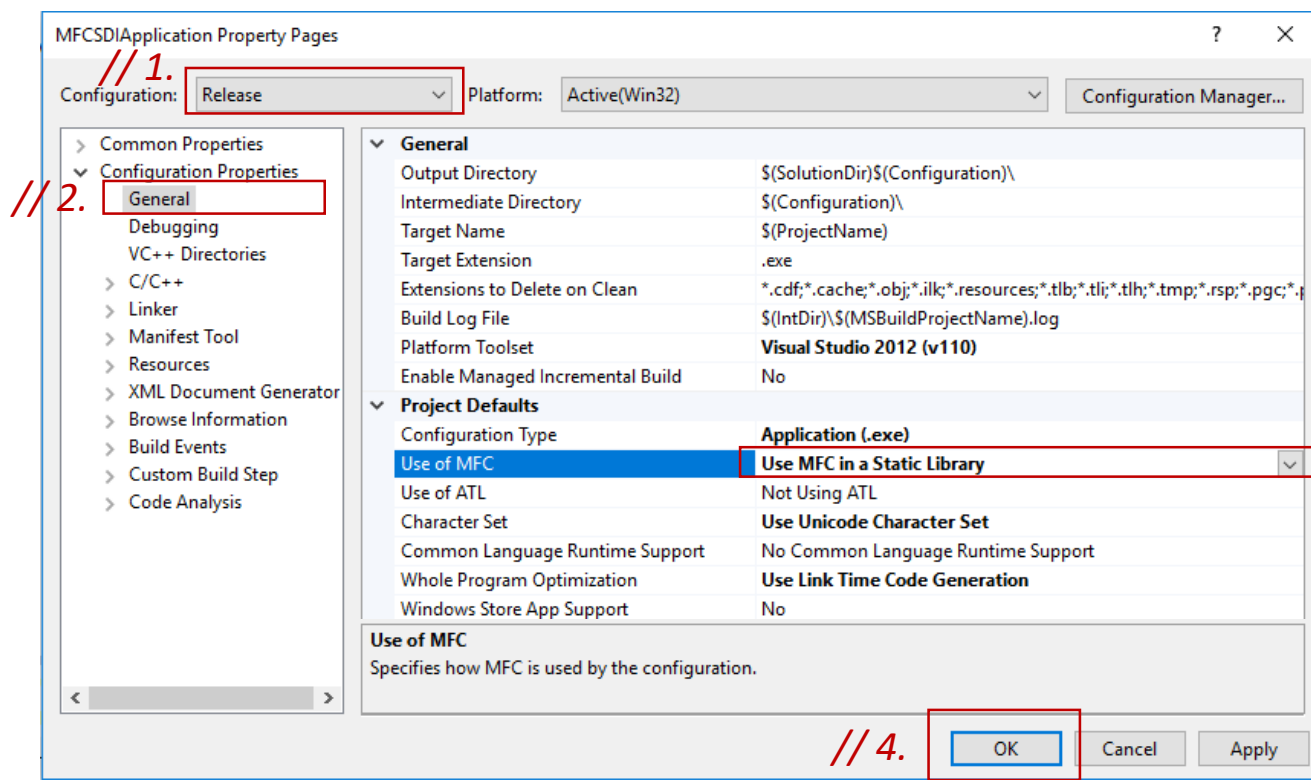 MFCSDIApplication Property Pages
// 1.
Configuration: Release Platform: Active(Win32) Configuration Manager...
Common Properties
Configuration Properties
// 2.
General
Debugging
VC++ Directories
C/C++
Linker
Manifest Tool
Resources
XML Document Generator
Browse Information
Build Events
Custom Build Step
Code Analysis
General
Output Directory $(SolutionDir)$(Configuration)\
Intermediate Directory $(Configuration)\
Target Name $(ProjectName)
Target Extension .exe
Extensions to Delete on Clean *.cdf;*.cache;*.obj;*.ilk;*.resources;*.tlb;*.tli;*.tlh;*.tmp;*.rsp;*.pgc;*.p
Build Log File $(IntDir)\$(MSBuildProjectName).log
Platform Toolset Visual Studio 2012 (v110)
Enable Managed Incremental Build No
Project Defaults
Configuration Type Application (.exe)
Use of MFC Use MFC in a Static Library
Use of ATL Not Using ATL
Character Set Use Unicode Character Set
Common Language Runtime Support No Common Language Runtime Support
Whole Program Optimization Use Link Time Code Generation
Windows Store App Support No
Use of MFC
Specifies how MFC is used by the configuration.
// 4.
OK Cancel Apply